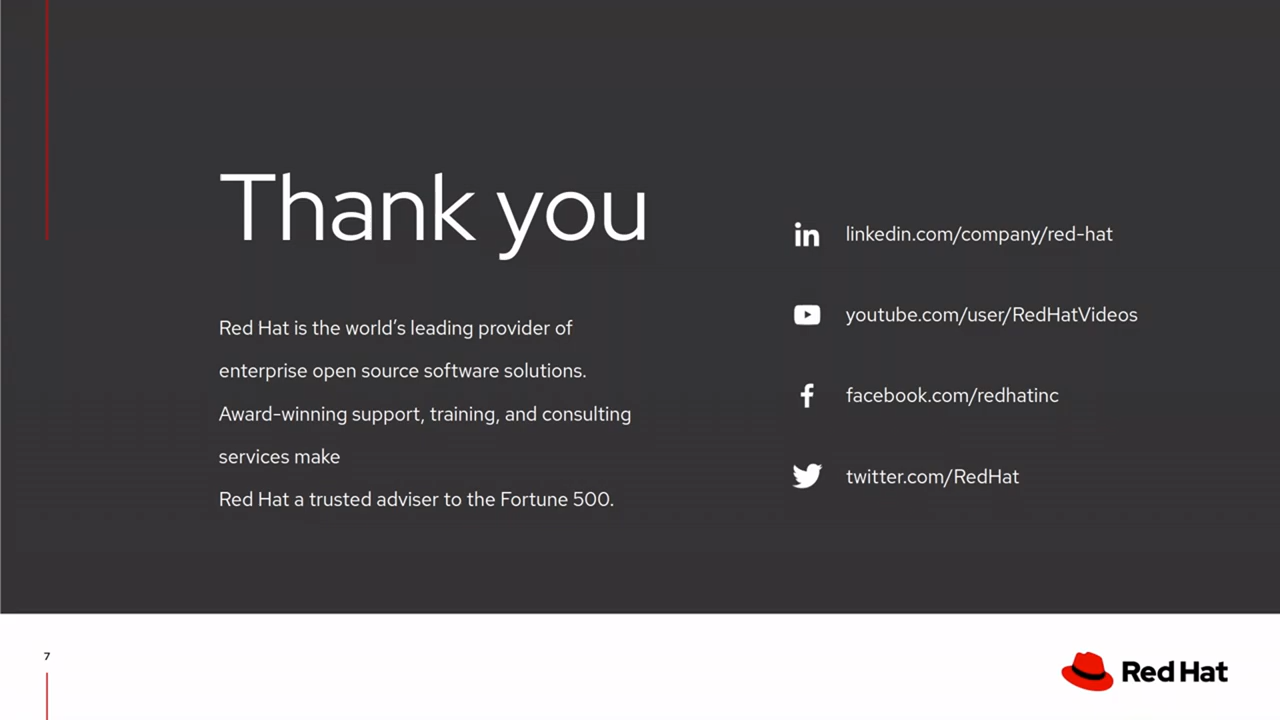 Thank you
Red Hat is the world’s leading provider of
enterprise open source software solutions.
Award-winning support, training, and consulting
services make
Red Hat a trusted adviser to the Fortune 500.
linkedin.com/company/red-hat
youtube.com/user/RedHatVideos
facebook.com/redhatinc
twitter.com/RedHat
7
Red Hat